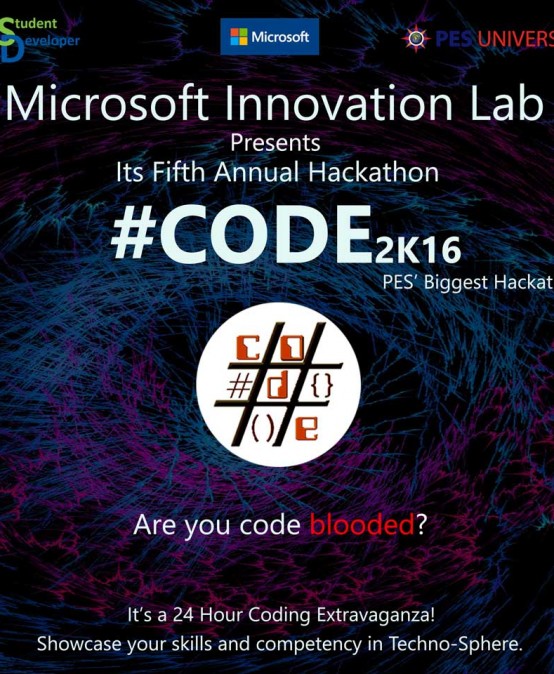 Student
Developer
Microsoft
PES UNIVERS
Microsoft Innovation Lab
Presents
Its Fifth Annual Hackathon
#CODE2K16
PES' Biggest Hackat
c o
# d {}
() e
Are you code blooded?
It's a 24 Hour Coding Extravaganza!
Showcase your skills and competency in Techno-Sphere.